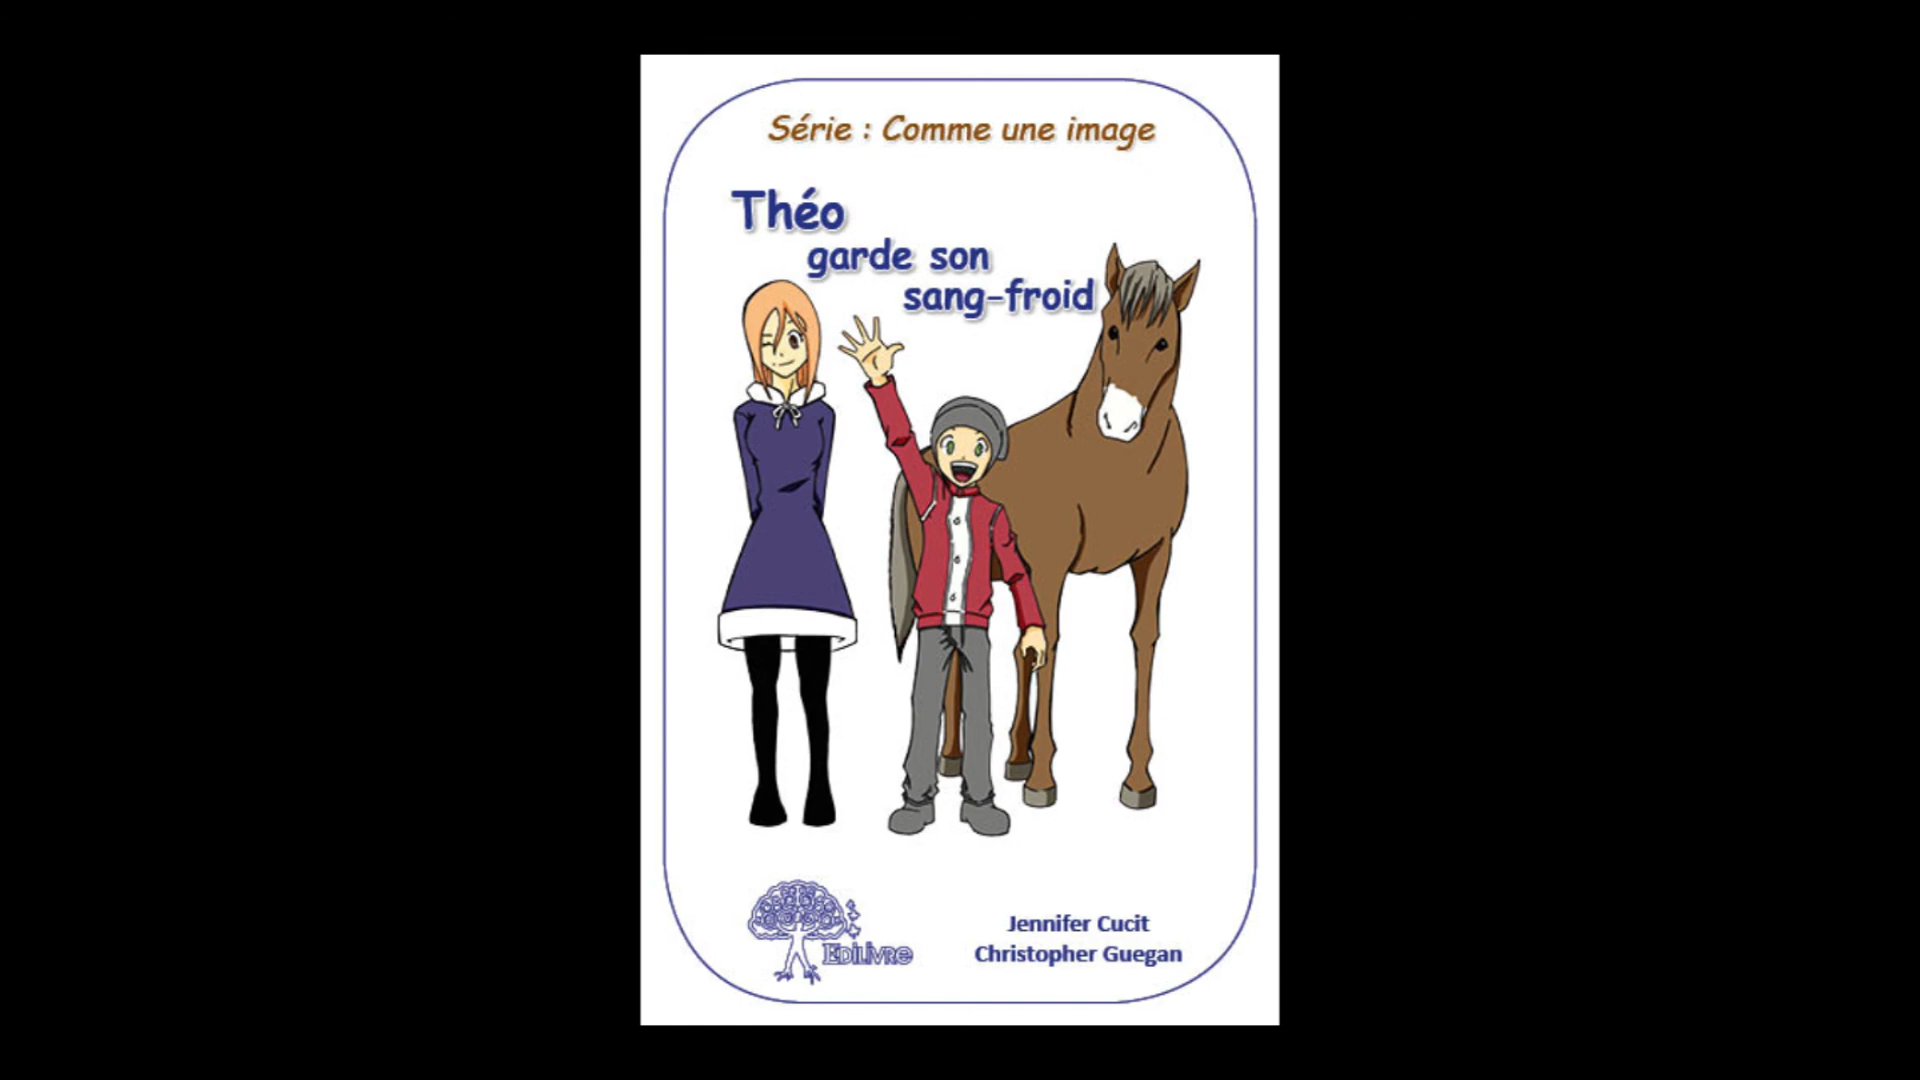 Série : Comme une image
Théo
garde son
sang-froid
EDILIVRE
Jennifer Cucit
Christopher Guegan